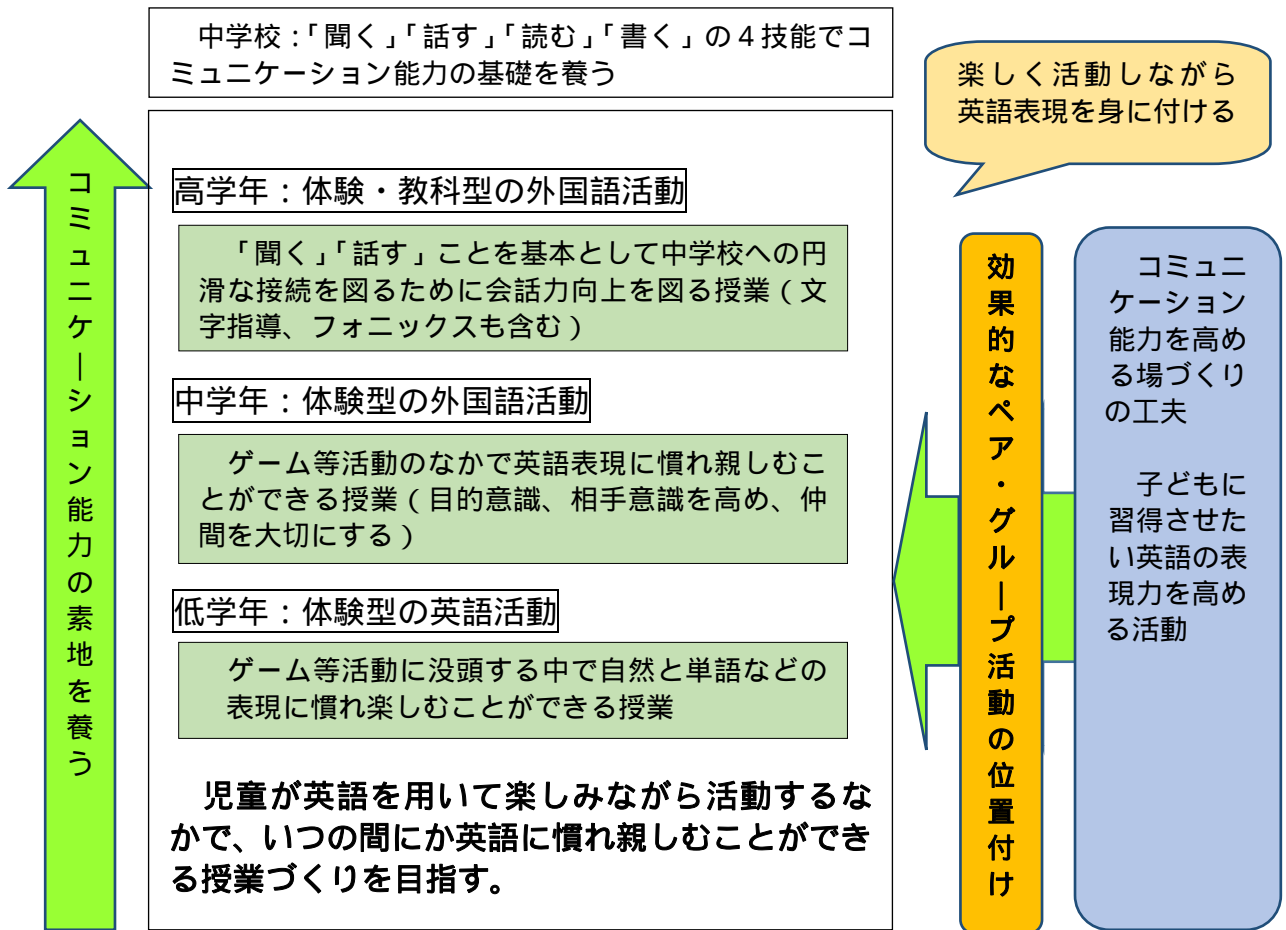 中学校：「聞く」「話す」「読む」「書く」の４技能でコ
ミュニケーション能力の基礎を養う
楽しく活動しながら
英語表現を身に付ける
コミュニケーション能力の素地を養う
高学年：体験・教科型の外国語活動
「聞く」「話す」ことを基本として中学校への円
滑な接続を図るために会話力向上を図る授業（文
字指導、フォニックスも含む）
中学年：体験型の外国語活動
ゲーム等活動のなかで英語表現に慣れ親しむこ
とができる授業（目的意識、相手意識を高め、仲
間を大切にする）
低学年：体験型の英語活動
ゲーム等活動に没頭する中で自然と単語などの
表現に慣れ楽しむことができる授業
児童が英語を用いて楽しみながら活動するな
かで、いつの間にか英語に慣れ親しむことができ
る授業づくりを目指す。
効果的なペア・グループ活動の位置付け
コミュニ
ケーション
能力を高め
る場づくり
の工夫
子どもに
習得させた
い英語の表
現力を高め
る活動